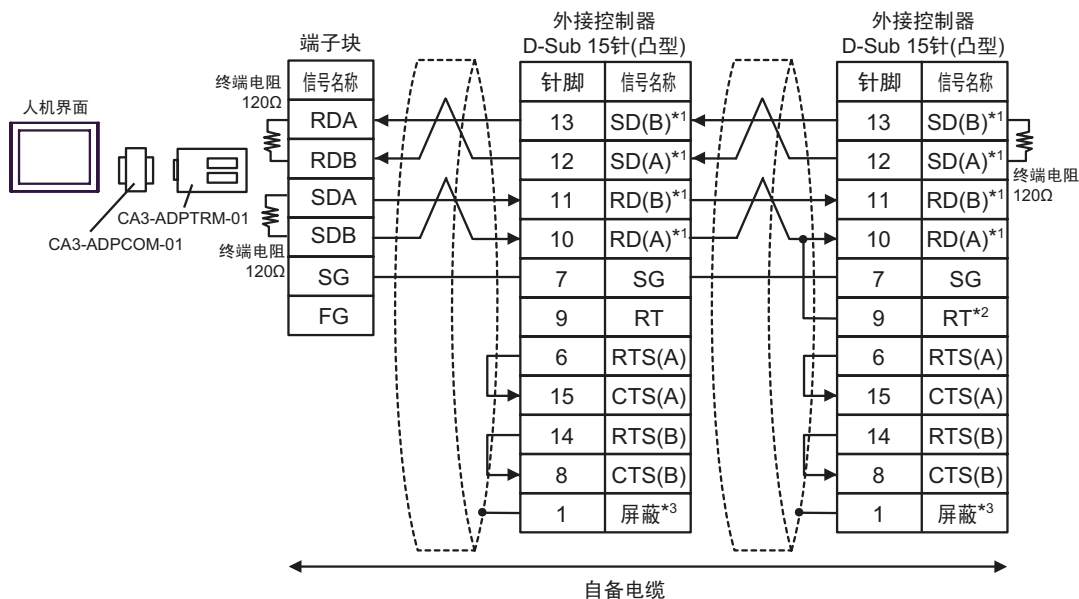 外接控制器
D-Sub 15针(凸型)
外接控制器
D-Sub 15针(凸型)
端子块
人机界面
CA3-ADPTRM-01
CA3-ADPCOM-01
终端电阻
120Ω
终端电阻
120Ω
信号名称
RDA
RDB
SDA
SDB
SG
FG
针脚 信号名称
13 SD(B)*1
12 SD(A)*1
11 RD(B)*1
10 RD(A)*1
7 SG
9 RT
6 RTS(A)
15 CTS(A)
14 RTS(B)
8 CTS(B)
1 屏蔽*3
针脚 信号名称
13 SD(B)*1
12 SD(A)*1
11 RD(B)*1
10 RD(A)*1
7 SG
9 RT*2
6 RTS(A)
15 CTS(A)
14 RTS(B)
8 CTS(B)
1 屏蔽*3
终端电阻
120Ω
自备电缆